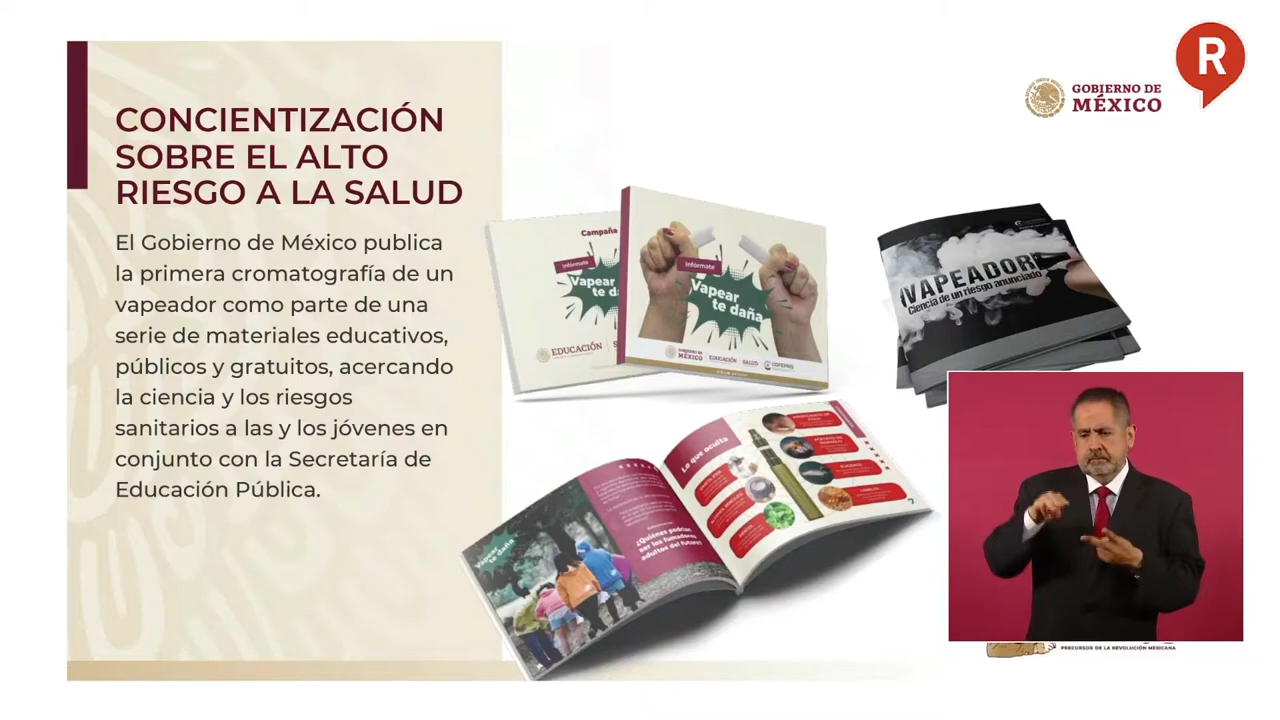 R
GOBIERNO DE
MÉXICO
CONCIENTIZACIÓN
SOBRE EL ALTO
RIESGO A LA SALUD
El Gobierno de México publica
la primera cromatografía de un
vapeador como parte de una
serie de materiales educativos,
públicos y gratuitos, acercando
la ciencia y los riesgos
sanitarios a las y los jóvenes en
conjunto con la Secretaría de
Educación Pública.
Campaña
Infórmate
Vapear
te da
EDUCACIÓN
Infórmate
Vapear
te daña
GOBIERNO DE
MÉXICO
EDUCACIÓN
SALUD
COFEPRIS
VAPEADOR
Ciencia de un riesgo anunciado
Vapear
te daña
¿Quiénes podrían
ser los fumadores
adultos del futuro?
Lo que oculta
PRECURSOR DE LA REVOLUCIÓN MEXICANA